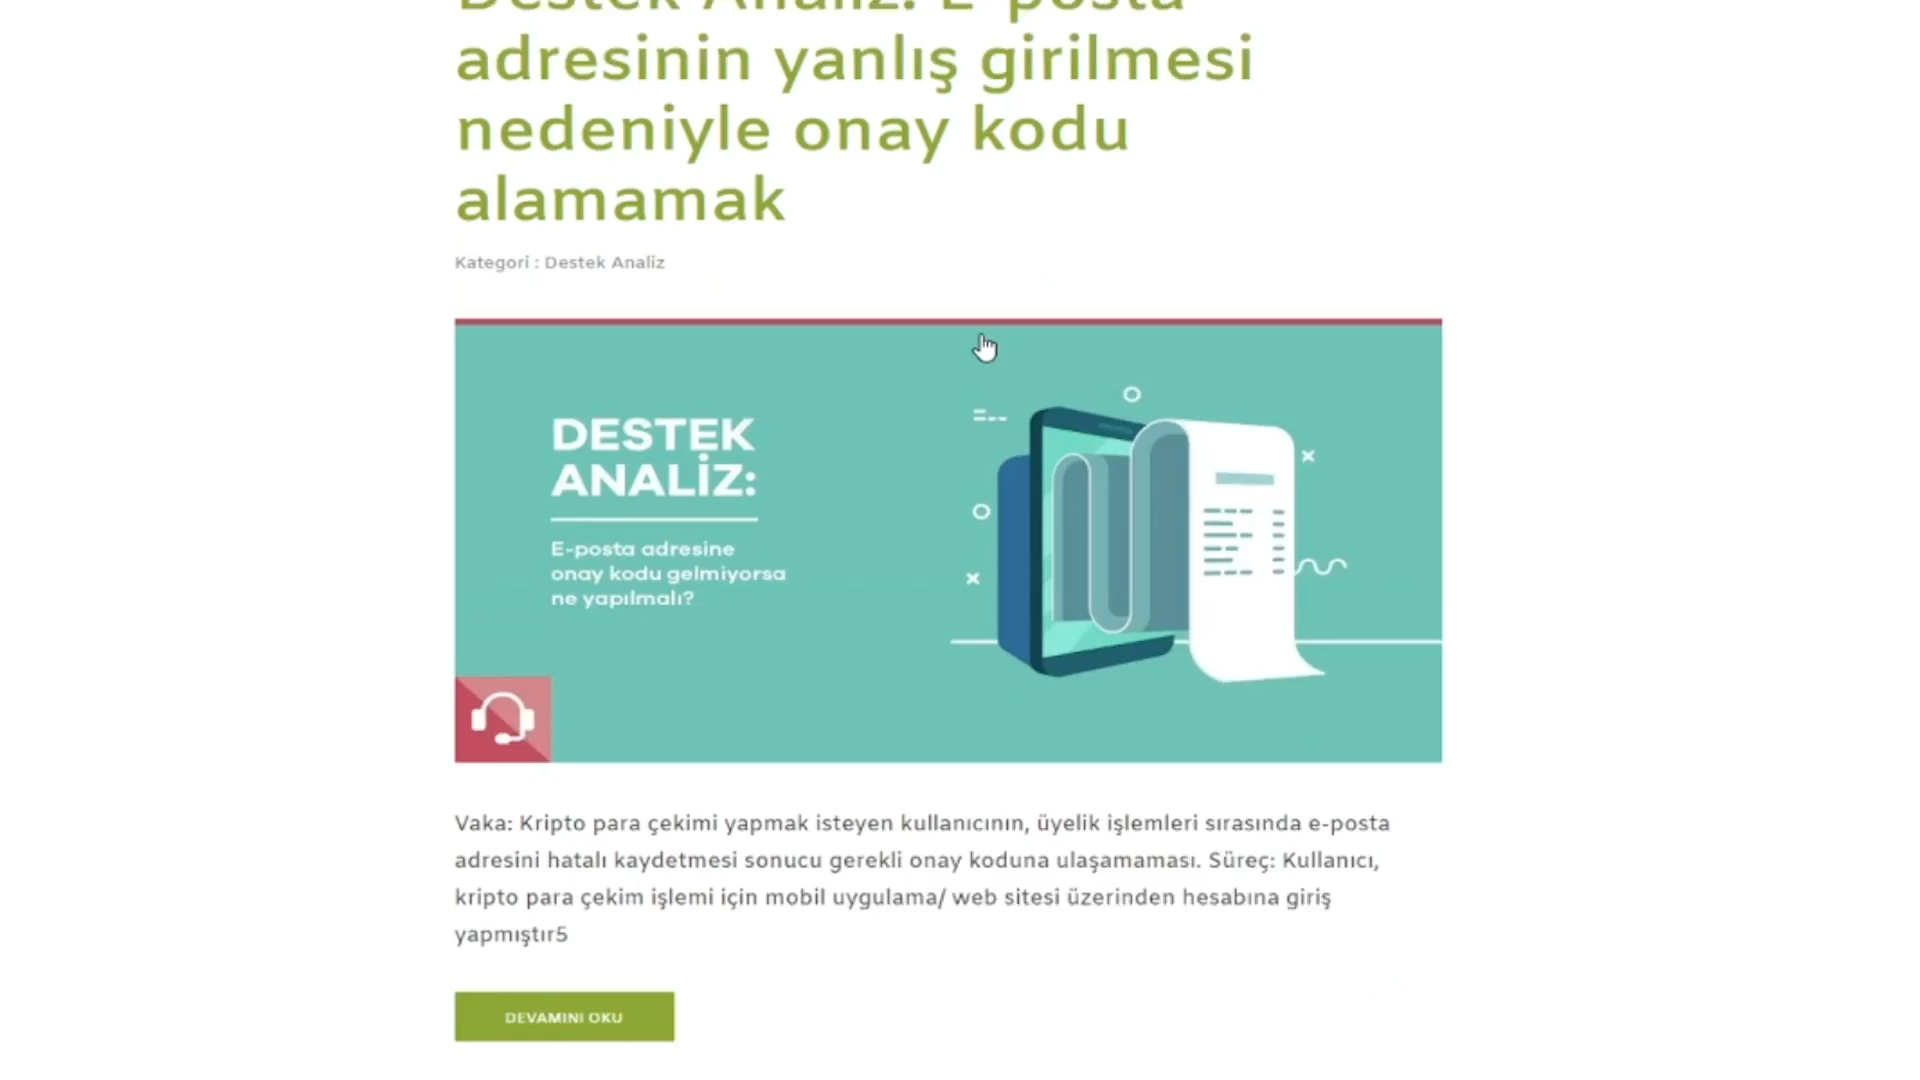 Destek Analiz: E-posta
adresinin yanlış girilmesi
nedeniyle onay kodu
alamamak
Kategori : Destek Analiz
DESTEK
ANALİZ:
E-posta adresine
onay kodu gelmiyorsa
ne yapılmalı?
Vaka: Kripto para çekimi yapmak isteyen kullanıcının, üyelik işlemleri sırasında e-posta
adresini hatalı kaydetmesi sonucu gerekli onay koduna ulaşamaması. Süreç: Kullanıcı,
kripto para çekim işlemi için mobil uygulama/ web sitesi üzerinden hesabına giriş
yapmıştır5
DEVAMINI OKU